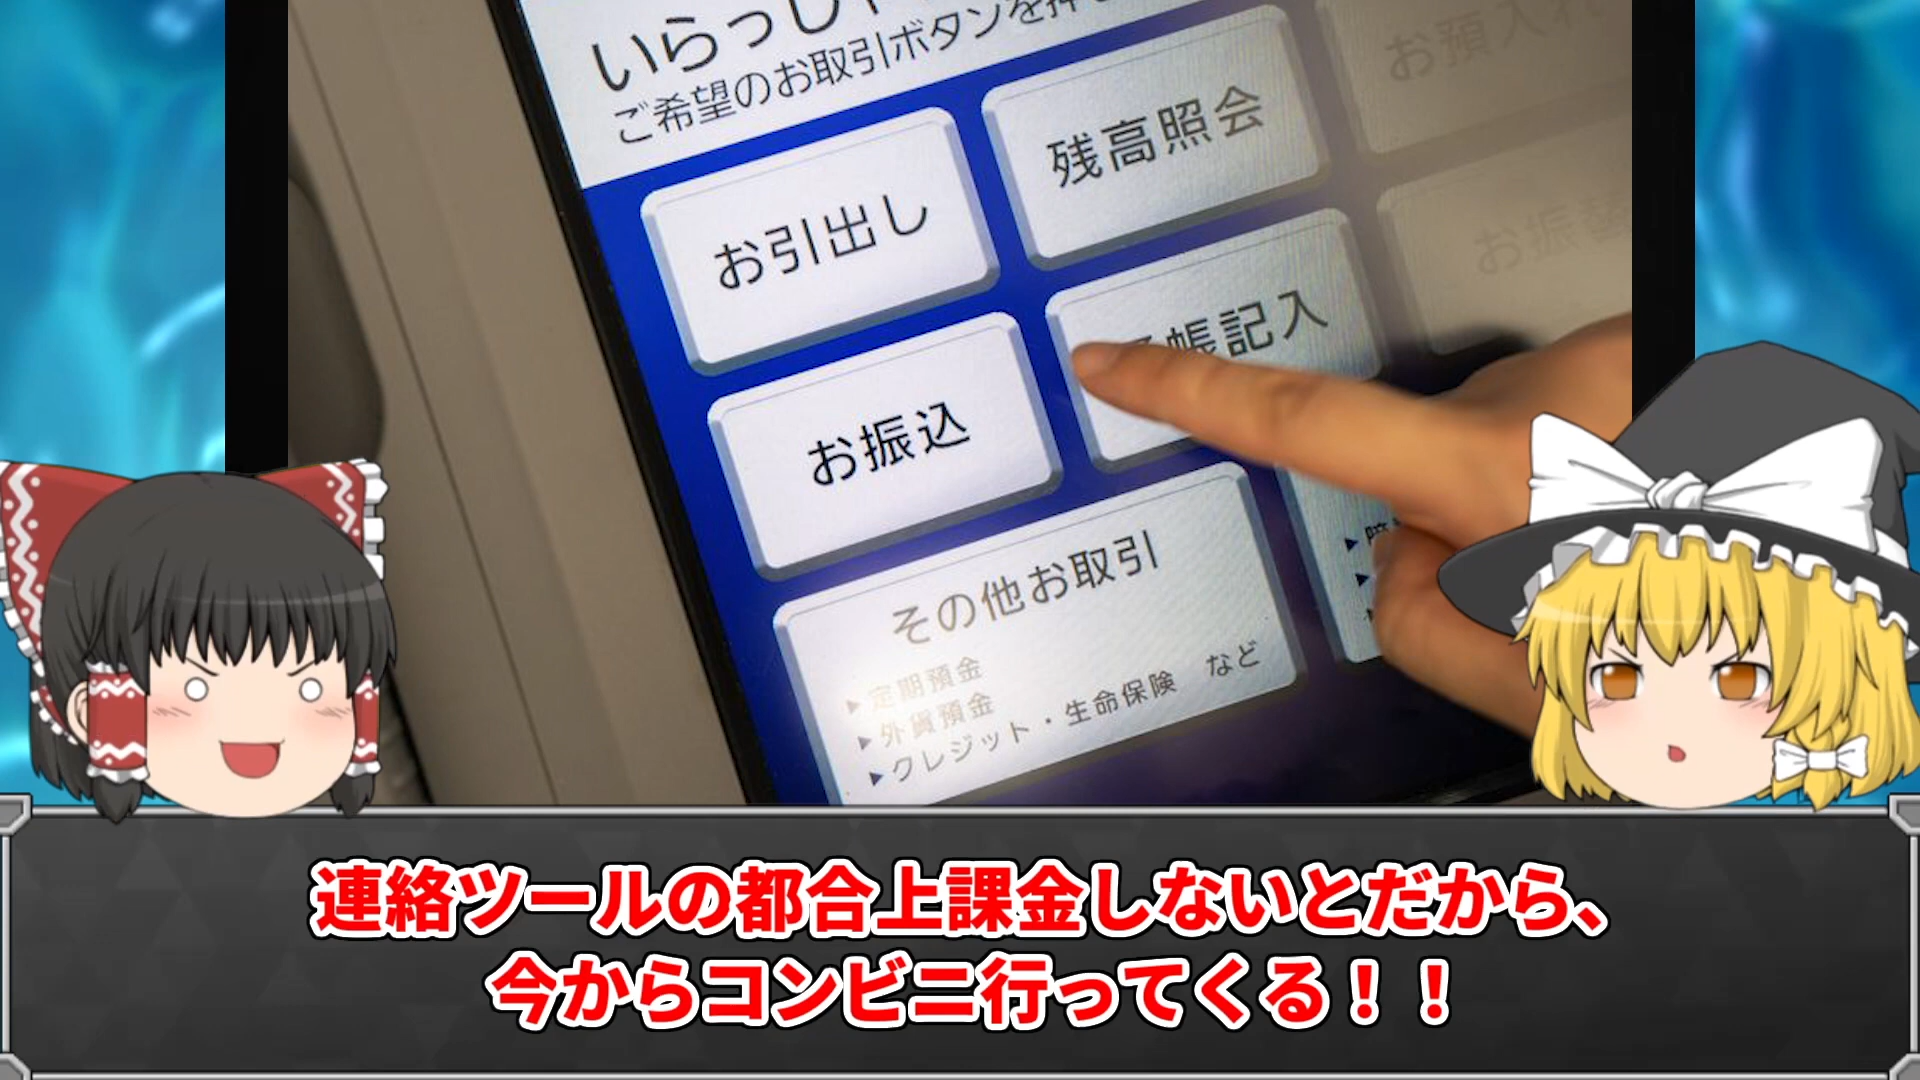 いらっしゃ
ご希望のお取引ボタンを押
お引出し
残高照会
お預入れ
お振込
帳記入
お振替
その他お取引
▶定期預金
▶外貨預金
▶クレジット・生命保険 など
連絡ツールの都合上課金しないとだから、
今からコンビニ行ってくる！！